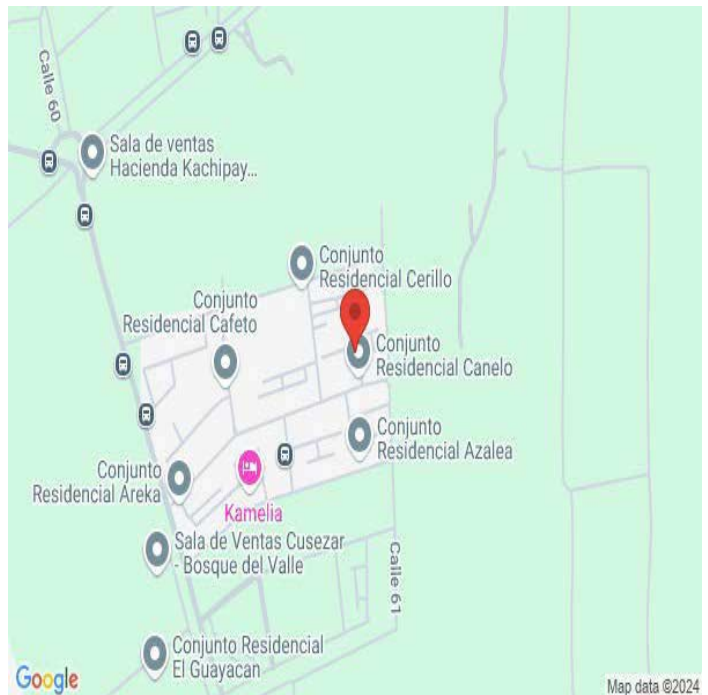 Calle 60
Sala de ventas
Hacienda Kachipay...
Conjunto
Residencial Cerillo
Conjunto
Residencial Cafeto
Conjunto
Residencial Canelo
Conjunto
Residencial Azalea
Conjunto
Residencial Areka
Kamelia
Sala de Ventas Cusezar
- Bosque del Valle
Calle 61
Conjunto Residencial
El Guayacan
Google
Map data ©2024